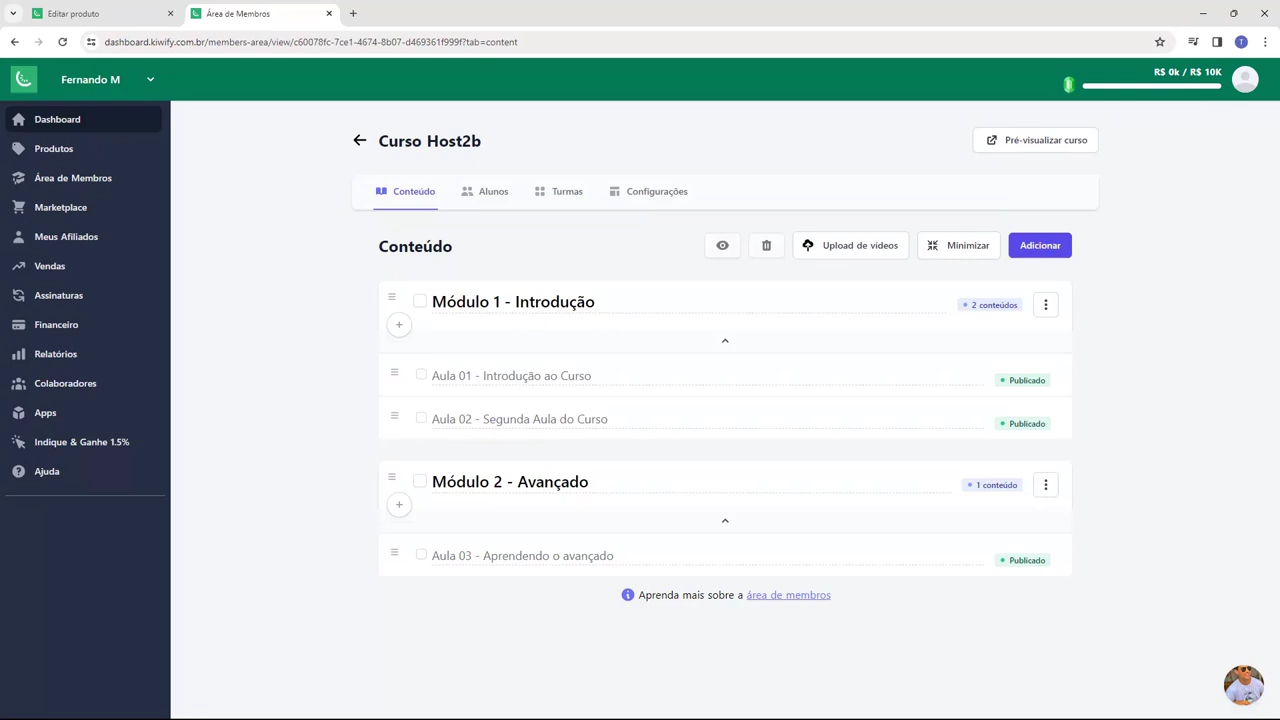 Editar produto
Área de Membros
dashboard.kiwify.com.br/members-area/view/c60078fc-7ce1-4674-8b07-d469361f999f?tab=content
T
Fernando M
R$ 0k / R$ 10K
Dashboard
Produtos
Área de Membros
Marketplace
Meus Afiliados
Vendas
Assinaturas
Financeiro
Relatórios
Colaboradores
Apps
Indique & Ganhe 1.5%
Ajuda
Curso Host2b
Pré-visualizar curso
Conteúdo
Alunos
Turmas
Configurações
Conteúdo
Upload de vídeos
Minimizar
Adicionar
Módulo 1 - Introdução
2 conteúdos
Aula 01 - Introdução ao Curso
Publicado
Aula 02 - Segunda Aula do Curso
Publicado
Módulo 2 - Avançado
1 conteúdo
Aula 03 - Aprendendo o avançado
Publicado
Aprenda mais sobre a área de membros